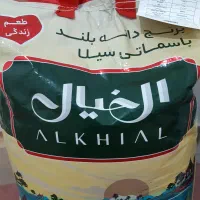 طعم
زندگی
برنج دانه بلند
باسماتی سیلا
الخیال
ALKHIAL